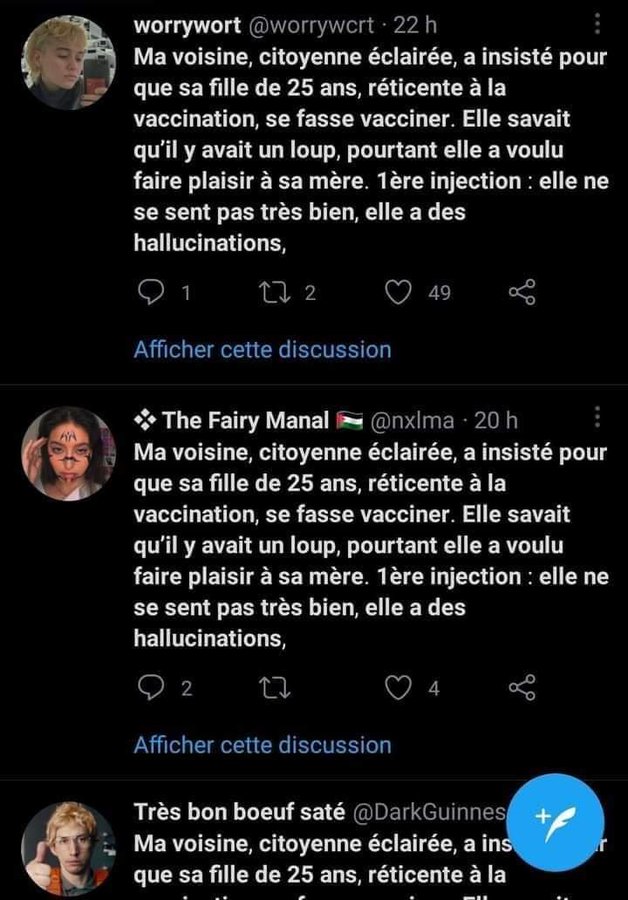 worrywort @worrywcrt · 22 h
Ma voisine, citoyenne éclairée, a insisté pour
que sa fille de 25 ans, réticente à la
vaccination, se fasse vacciner. Elle savait
qu'il y avait un loup, pourtant elle a voulu
faire plaisir à sa mère. 1ère injection : elle ne
se sent pas très bien, elle a des
hallucinations,
1 2 49
Afficher cette discussion
The Fairy Manal 🇵🇸 @nxlma · 20 h
Ma voisine, citoyenne éclairée, a insisté pour
que sa fille de 25 ans, réticente à la
vaccination, se fasse vacciner. Elle savait
qu'il y avait un loup, pourtant elle a voulu
faire plaisir à sa mère. 1ère injection : elle ne
se sent pas très bien, elle a des
hallucinations,
2 4
Afficher cette discussion
Très bon boeuf saté @DarkGuinnes
Ma voisine, citoyenne éclairée, a ins
que sa fille de 25 ans, réticente à la